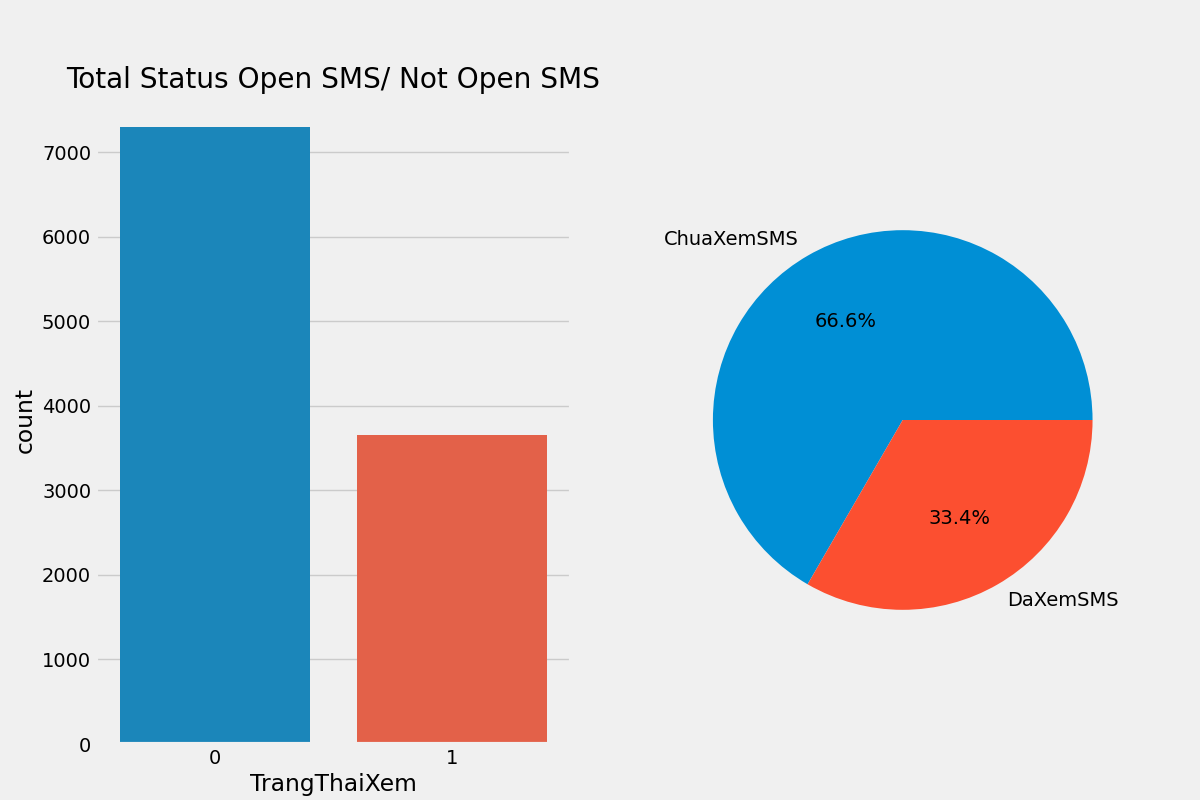 Total Status Open SMS/ Not Open SMS
7000
6000
5000
4000
3000
2000
1000
0
count
0
1
TrangThaiXem
ChuaXemSMS
66.6%
33.4%
DaXemSMS